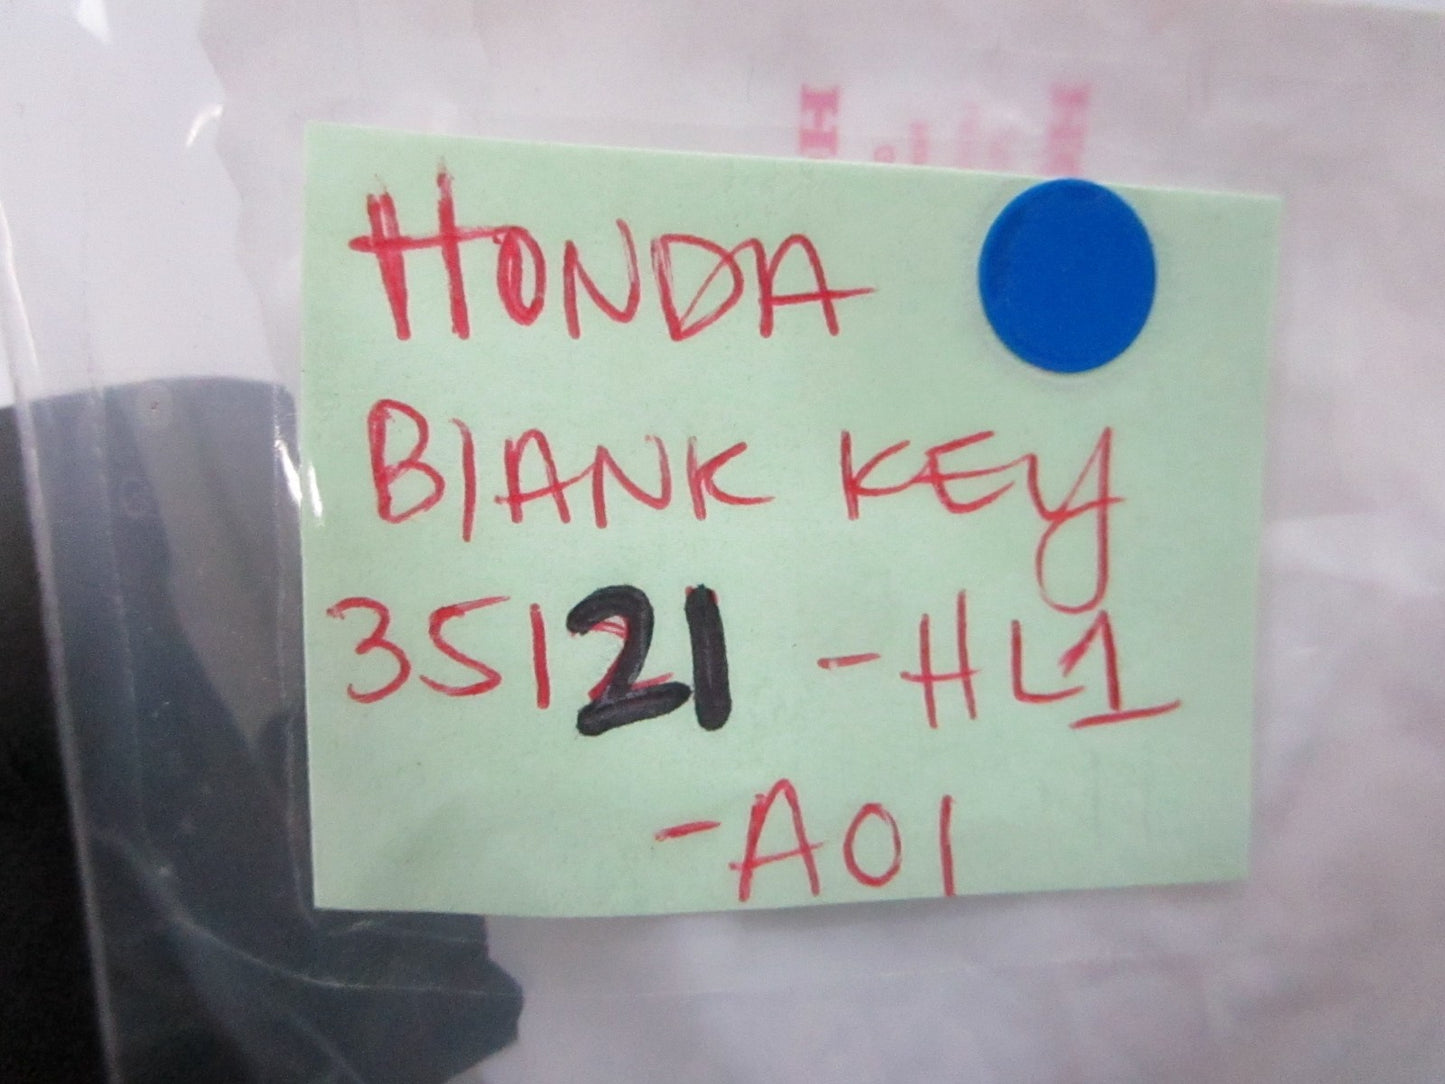 HONDA
BlANK KEy
35121 -HL1
-A01